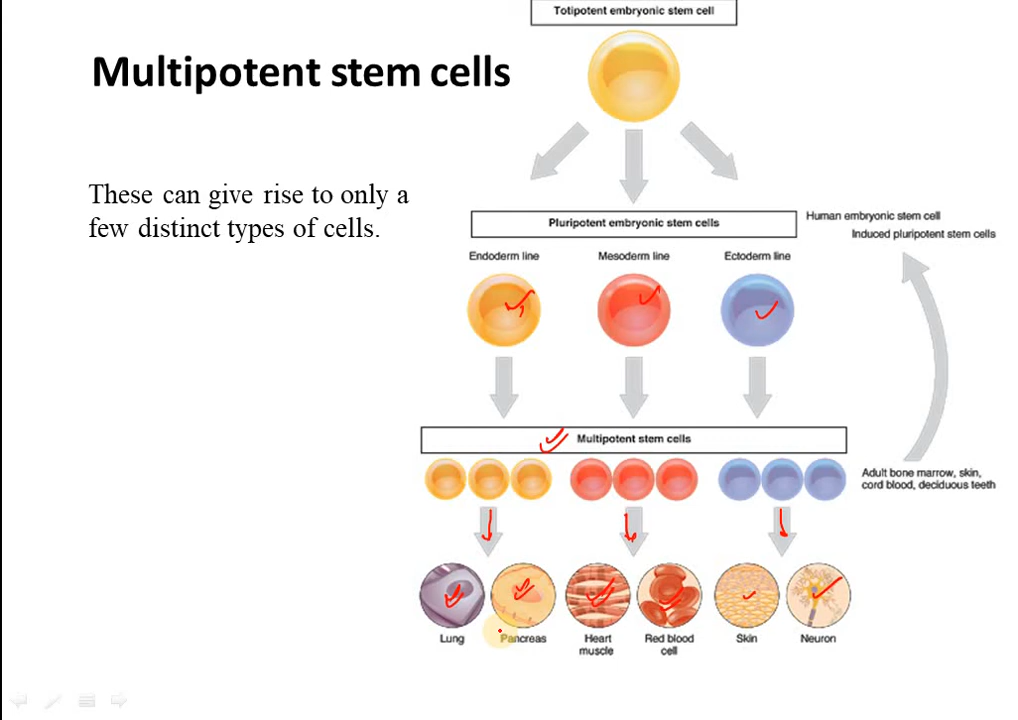 Totipotent embryonic stem cell
Multipotent stem cells
These can give rise to only a
few distinct types of cells.
Pluripotent embryonic stem cells
Human embryonic stem cell
Induced pluripotent stem cells
Endoderm line
Mesoderm line
Ectoderm line
Multipotent stem cells
Adult bone marrow, skin,
cord blood, deciduous teeth
Lung
Pancreas
Heart
muscle
Red blood
cell
Skin
Neuron